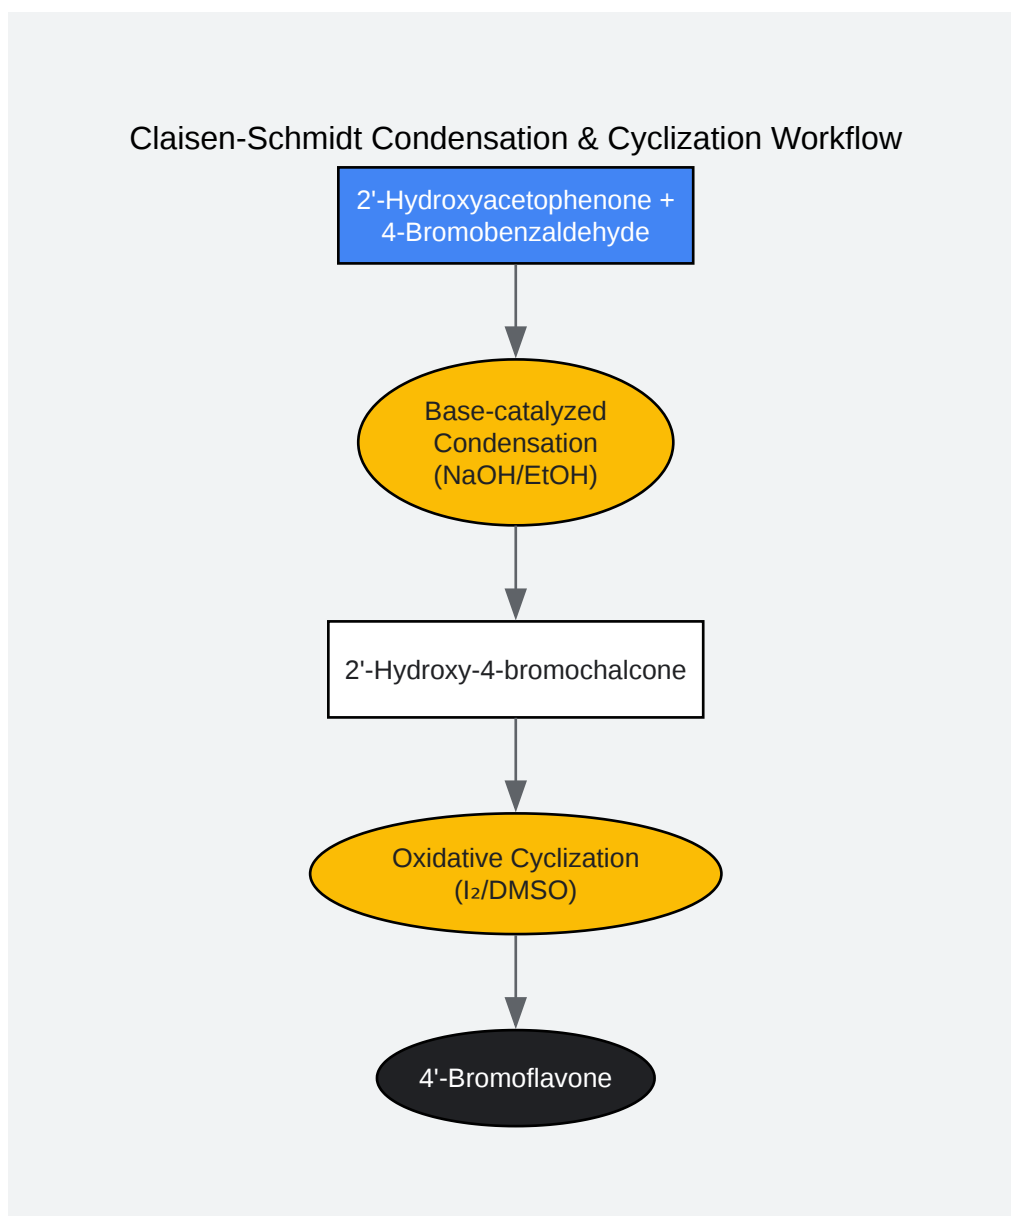 Claisen-Schmidt Condensation & Cyclization Workflow
2'-Hydroxyacetophenone +
4-Bromobenzaldehyde
Base-catalyzed
Condensation
(NaOH/EtOH)
2'-Hydroxy-4-bromochalcone
Oxidative Cyclization
(I₂/DMSO)
4'-Bromoflavone